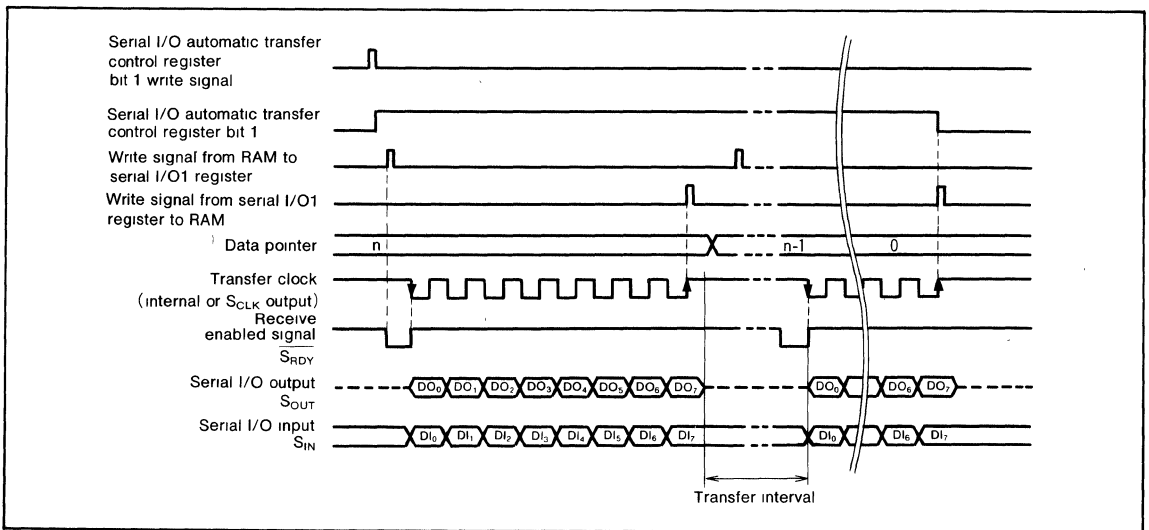 Serial I/O automatic transfer
control register
bit 1 write signal
Serial I/O automatic transfer
control register bit 1
Write signal from RAM to
serial I/O1 register
Write signal from serial I/O1
register to RAM
Data pointer
n
n-1
0
Transfer clock
(internal or SCLK output)
Receive
enabled signal
SRDY
Serial I/O output
SOUT
DO0 DO1 DO2 DO3 DO4 DO5 DO6 DO7 DO0 DO6 DO7
Serial I/O input
SIN
DI0 DI1 DI2 DI3 DI4 DI5 DI6 DI7 DI0 DI6 DI7
Transfer interval